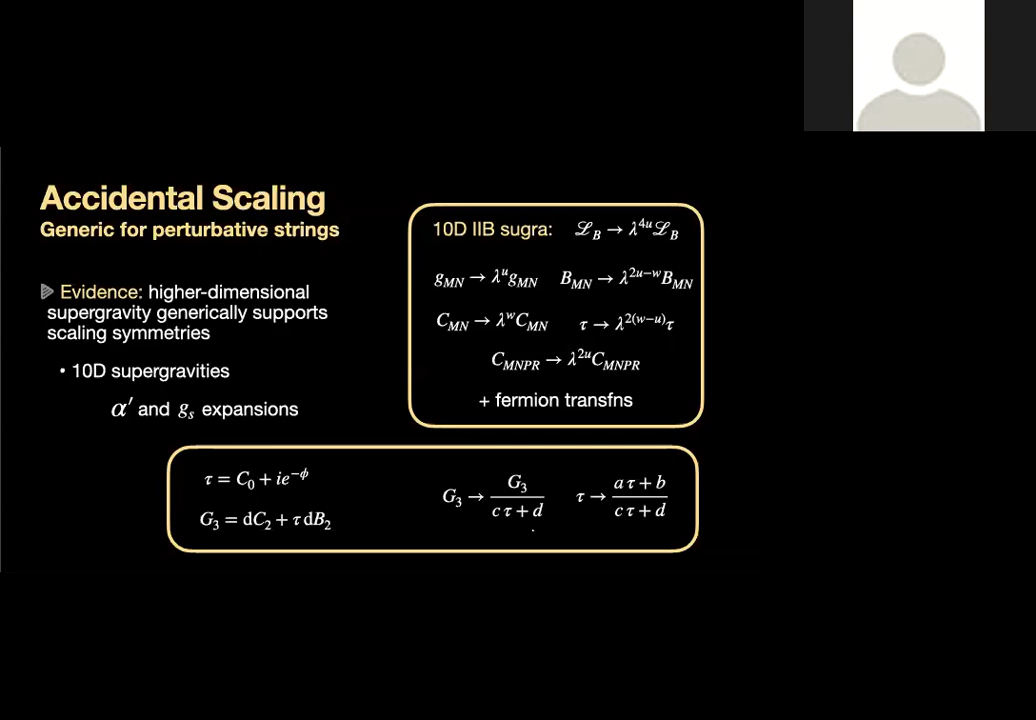 Accidental Scaling
Generic for perturbative strings
Evidence: higher-dimensional
supergravity generically supports
scaling symmetries
• 10D supergravities
α′ and g_s expansions
10D IIB sugra: ℒ_B → λ^{4u} ℒ_B
g_{MN} → λ^u g_{MN} B_{MN} → λ^{2u−w} B_{MN}
C_{MN} → λ^w C_{MN} τ → λ^{2(w−u)} τ
C_{MNPR} → λ^{2u} C_{MNPR}
+ fermion transfns
τ = C_0 + ie^{−ϕ}
G_3 = dC_2 + τ dB_2
G_3 → \frac{G_3}{cτ + d} τ → \frac{aτ + b}{cτ + d}